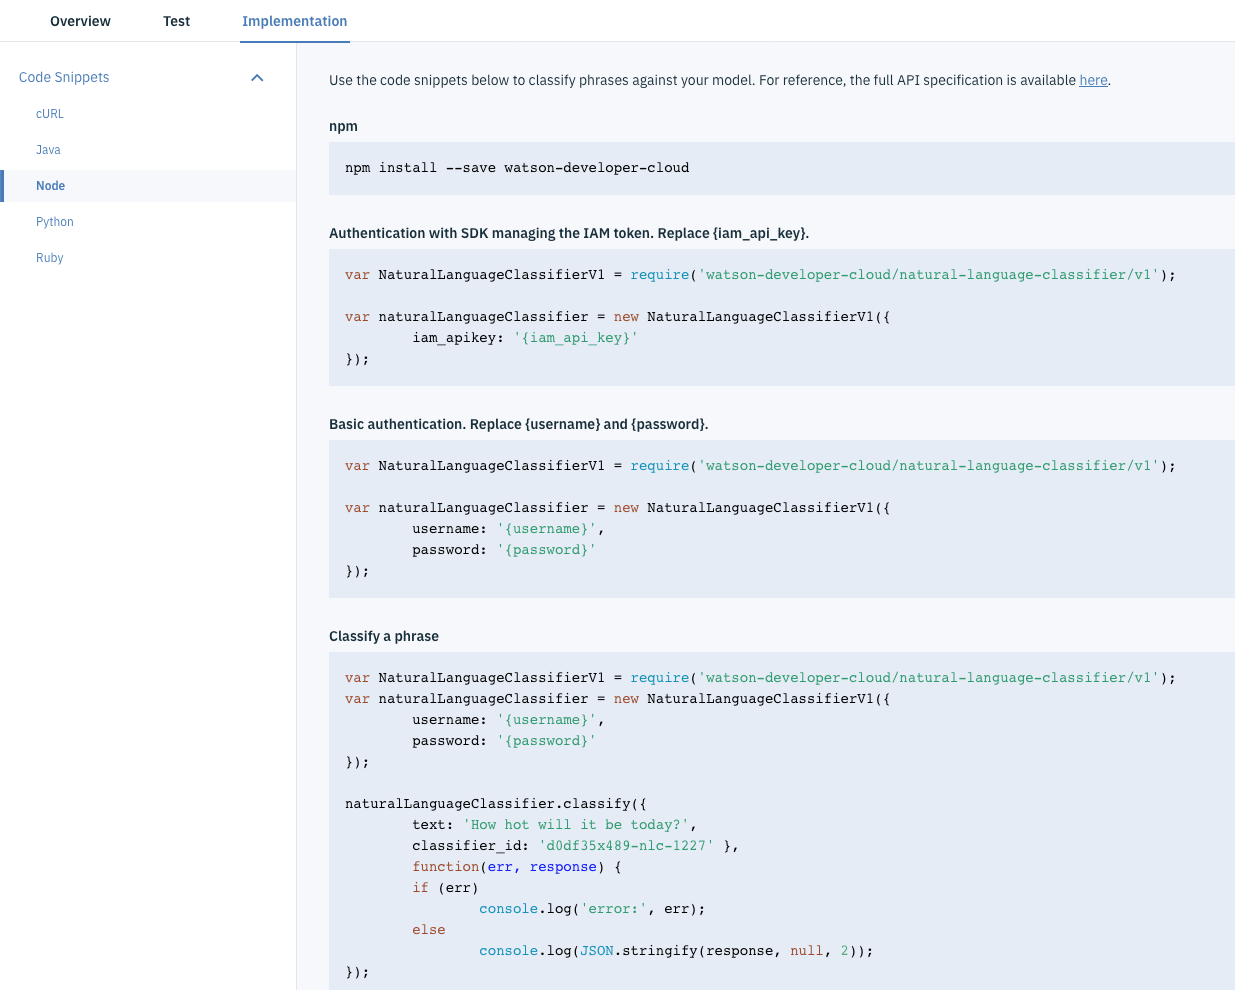 Overview Test Implementation
Code Snippets
cURL
Java
Node
Python
Ruby
Use the code snippets below to classify phrases against your model. For reference, the full API specification is available here.
npm
npm install --save watson-developer-cloud
Authentication with SDK managing the IAM token. Replace {iam_api_key}.
var NaturalLanguageClassifierV1 = require('watson-developer-cloud/natural-language-classifier/v1');
var naturalLanguageClassifier = new NaturalLanguageClassifierV1({
iam_apikey: '{iam_api_key}'
});
Basic authentication. Replace {username} and {password}.
var NaturalLanguageClassifierV1 = require('watson-developer-cloud/natural-language-classifier/v1');
var naturalLanguageClassifier = new NaturalLanguageClassifierV1({
username: '{username}',
password: '{password}'
});
Classify a phrase
var NaturalLanguageClassifierV1 = require('watson-developer-cloud/natural-language-classifier/v1');
var naturalLanguageClassifier = new NaturalLanguageClassifierV1({
username: '{username}',
password: '{password}'
});
naturalLanguageClassifier.classify({
text: 'How hot will it be today?',
classifier_id: 'd0df35x489-nlc-1227' },
function(err, response) {
if (err)
console.log('error:', err);
else
console.log(JSON.stringify(response, null, 2));
});